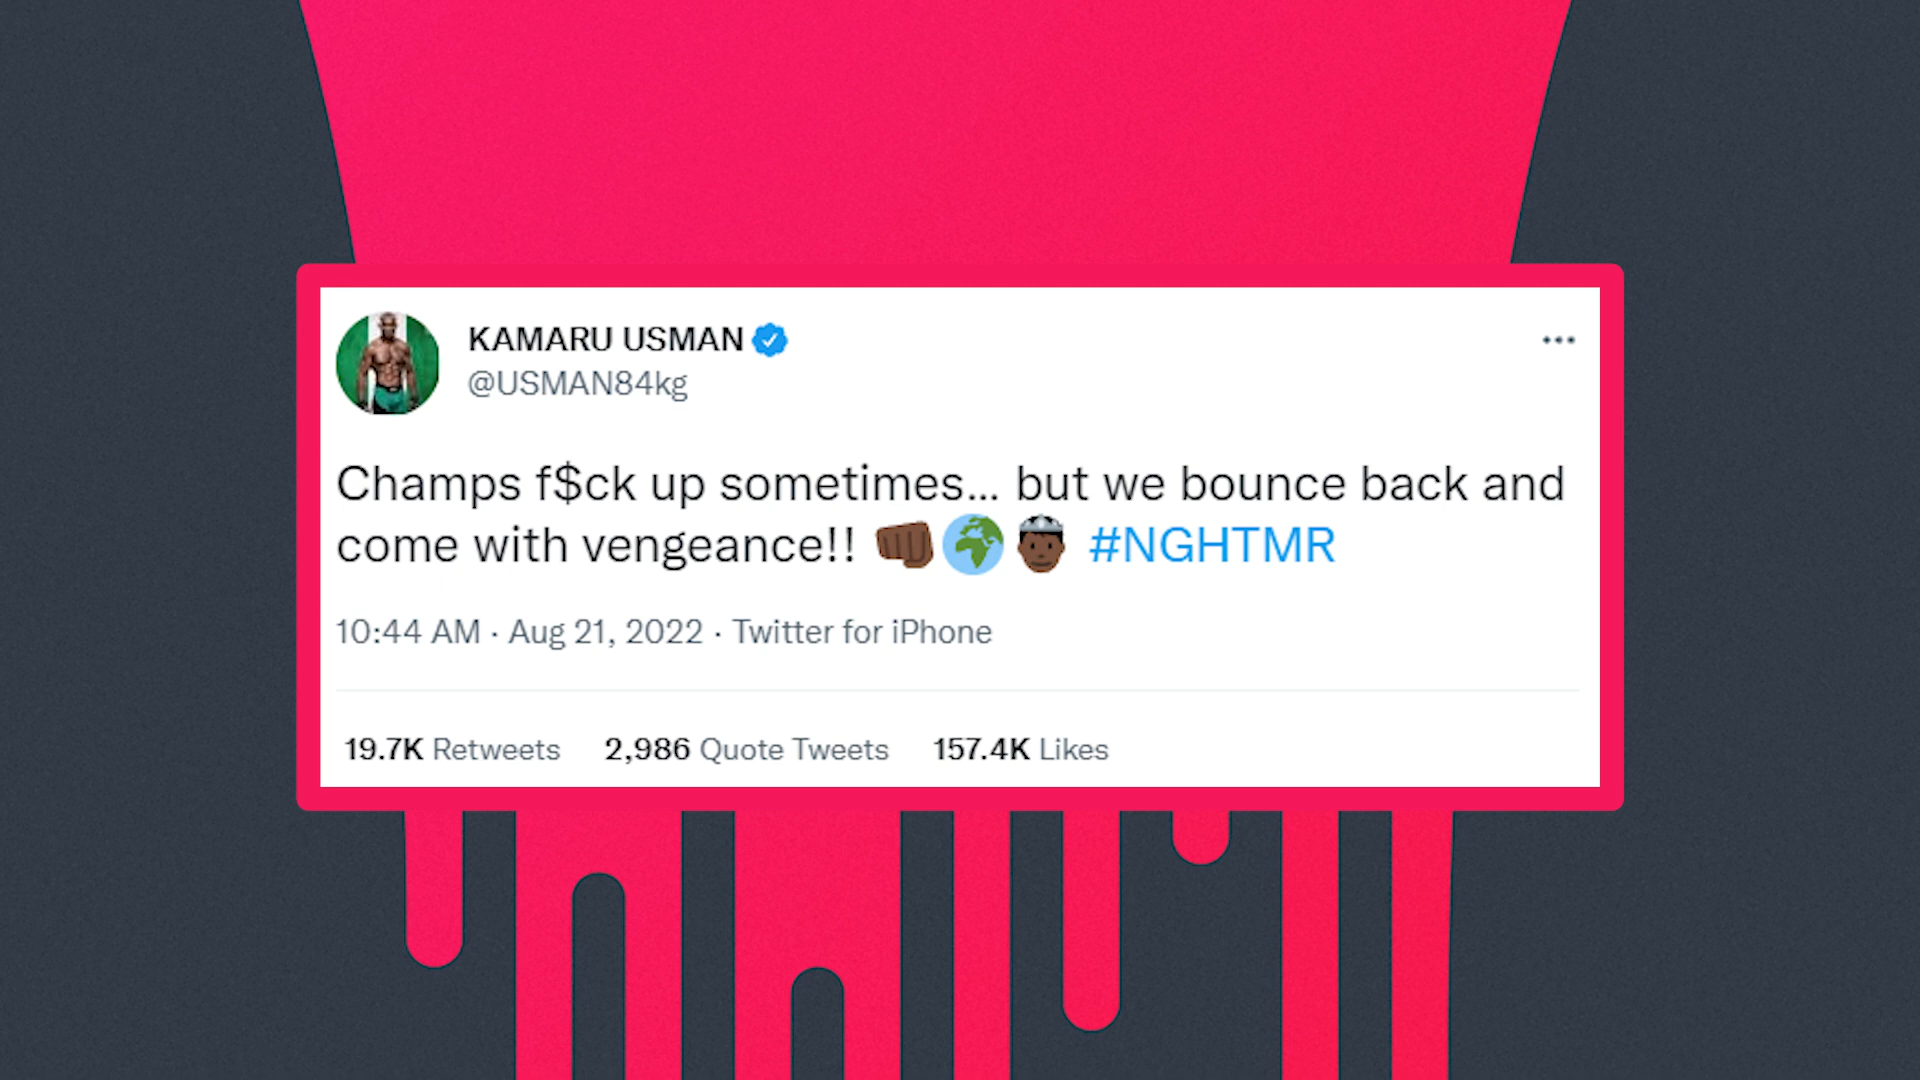 KAMARU USMAN
@USMAN84kg
Champs f$ck up sometimes... but we bounce back and
come with vengeance!! 👊🏿🌍👨🏿‍🦳 #NGHTMR
10:44 AM · Aug 21, 2022 · Twitter for iPhone
19.7K Retweets 2,986 Quote Tweets 157.4K Likes